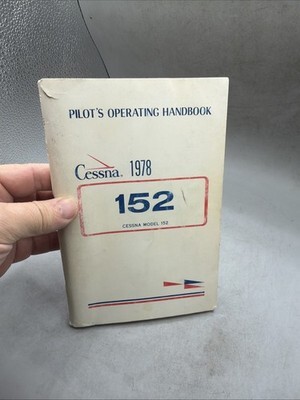 PILOT'S OPERATING HANDBOOK
Cessna® 1978
152
CESSNA MODEL 152